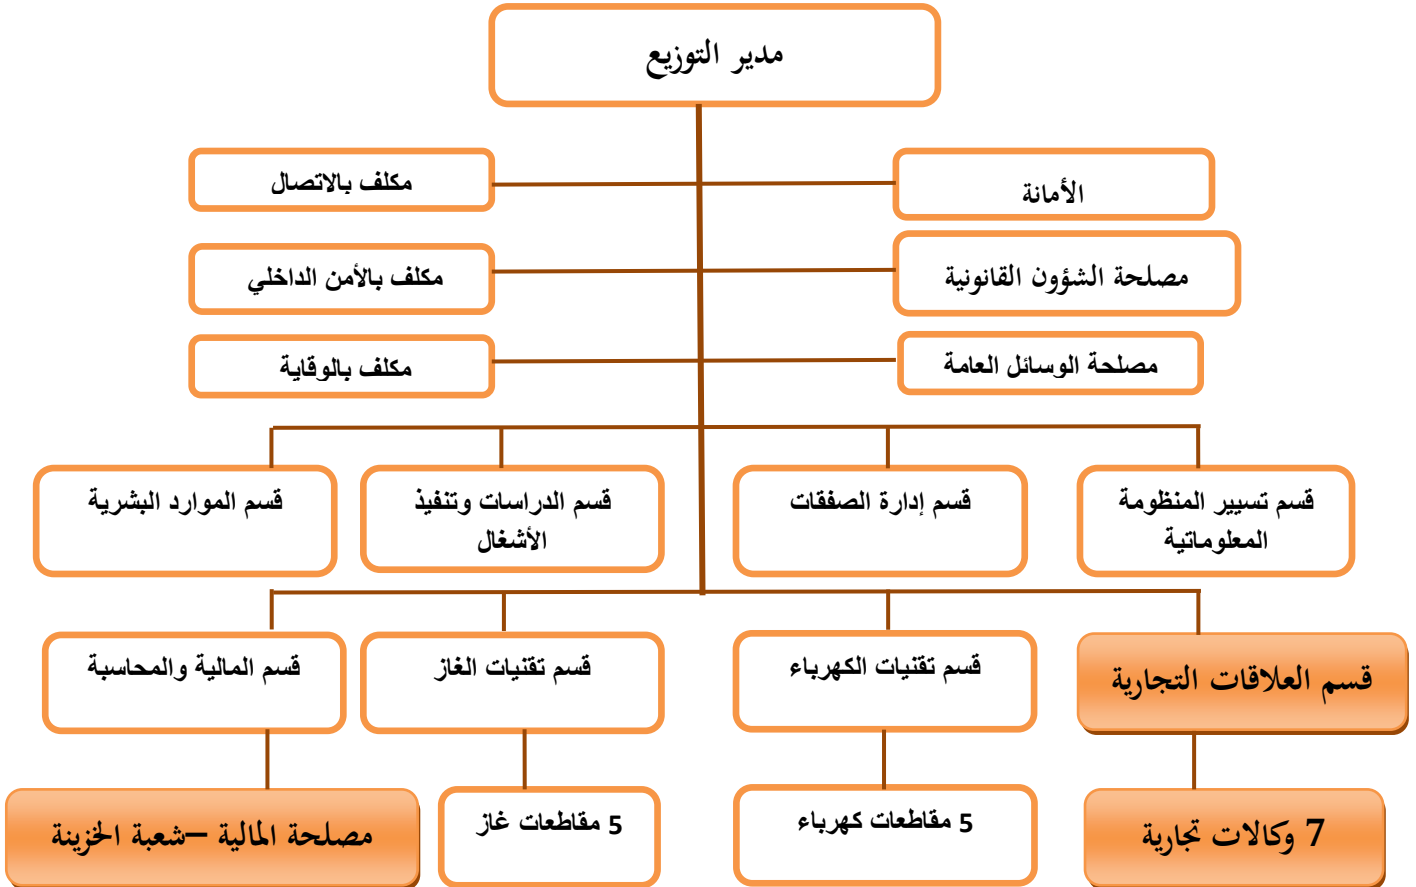 مدير التوزيع
الأمانة
مكلف بالاتصال
مصلحة الشؤون القانونية
مكلف بالأمن الداخلي
مصلحة الوسائل العامة
مكلف بالوقاية
قسم تسيير المنظومة
المعلوماتية
قسم إدارة الصفقات
قسم الدراسات وتنفيذ
الأشغال
قسم الموارد البشرية
قسم العلاقات التجارية
قسم تقنيات الكهرباء
قسم تقنيات الغاز
قسم المالية والمحاسبة
7 وكالات تجارية
5 مقاطعات كهرباء
5 مقاطعات غاز
مصلحة المالية –شعبة الخزينة